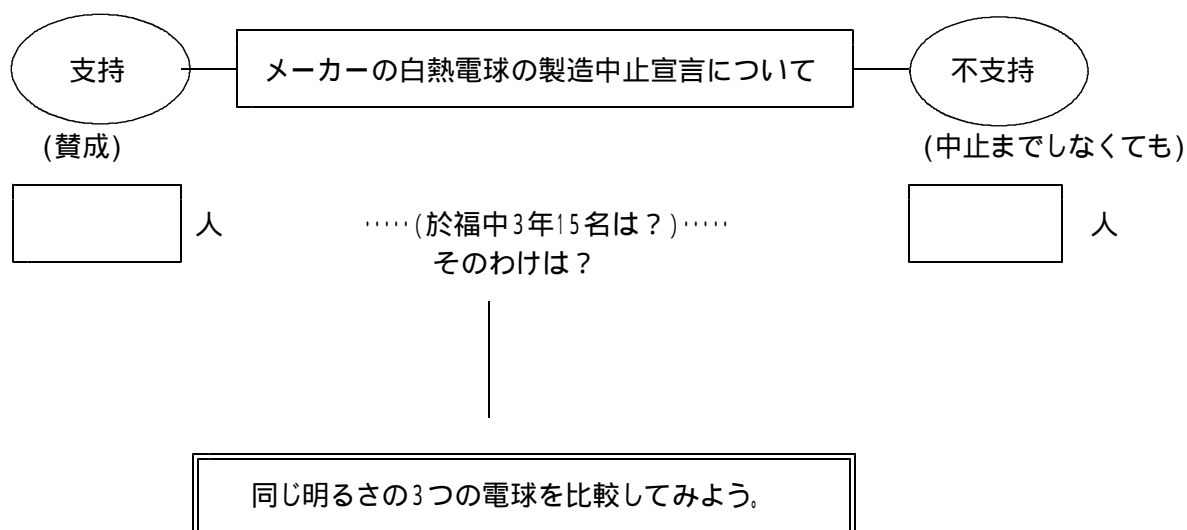 支持
メーカーの白熱電球の製造中止宣言について
不支持
(賛成)
(中止までしなくても)
人
‥‥‥(於福中3年15名は?)‥‥‥
人
そのわけは?
同じ明るさの3つの電球を比較してみよう。